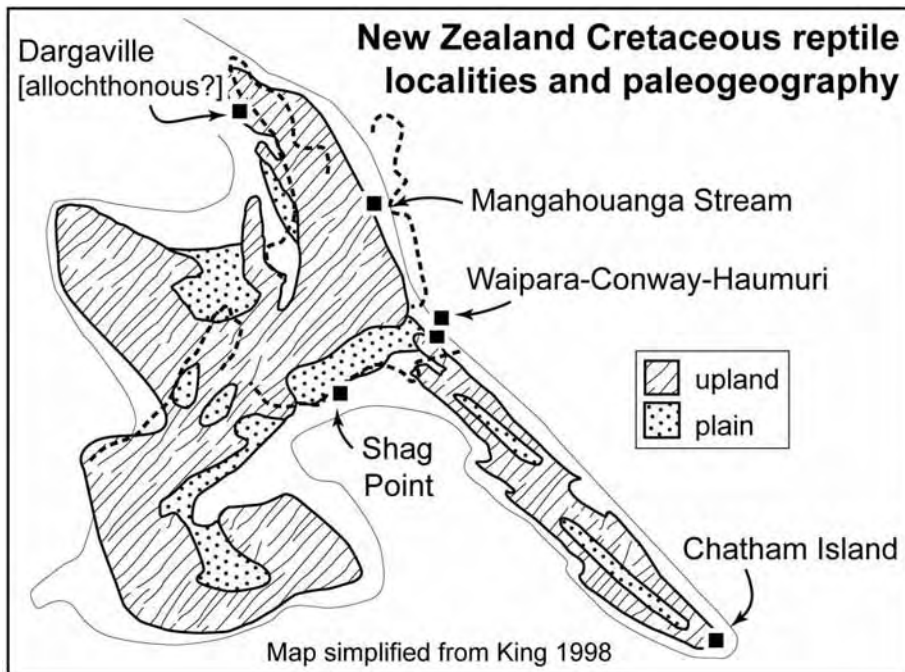 New Zealand Cretaceous reptile
localities and paleogeography
Dargaville
[allochthonous?]
Mangahouanga Stream
Waipara-Conway-Haumuri
upland
plain
Shag
Point
Chatham Island
Map simplified from King 1998